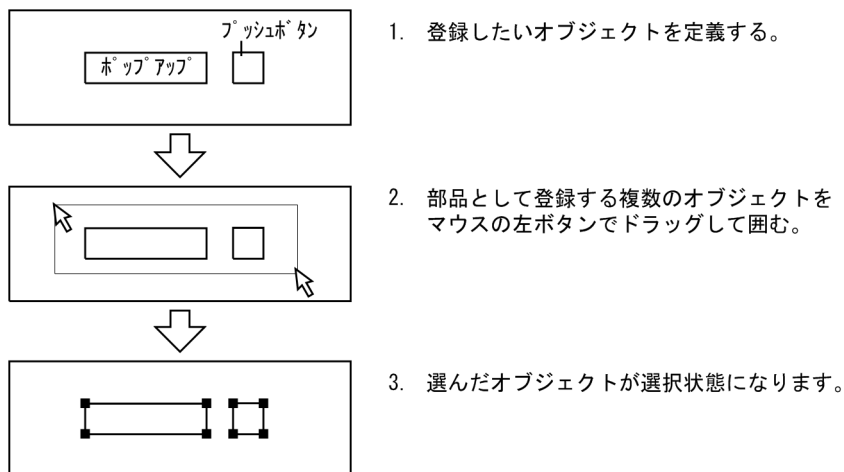 ﾌﾟｯｼｭﾎﾞﾀﾝ
ﾎﾟｯﾌﾟｱｯﾌﾟ
1. 登録したいオブジェクトを定義する。
2. 部品として登録する複数のオブジェクトを
マウスの左ボタンでドラッグして囲む。
3. 選んだオブジェクトが選択状態になります。